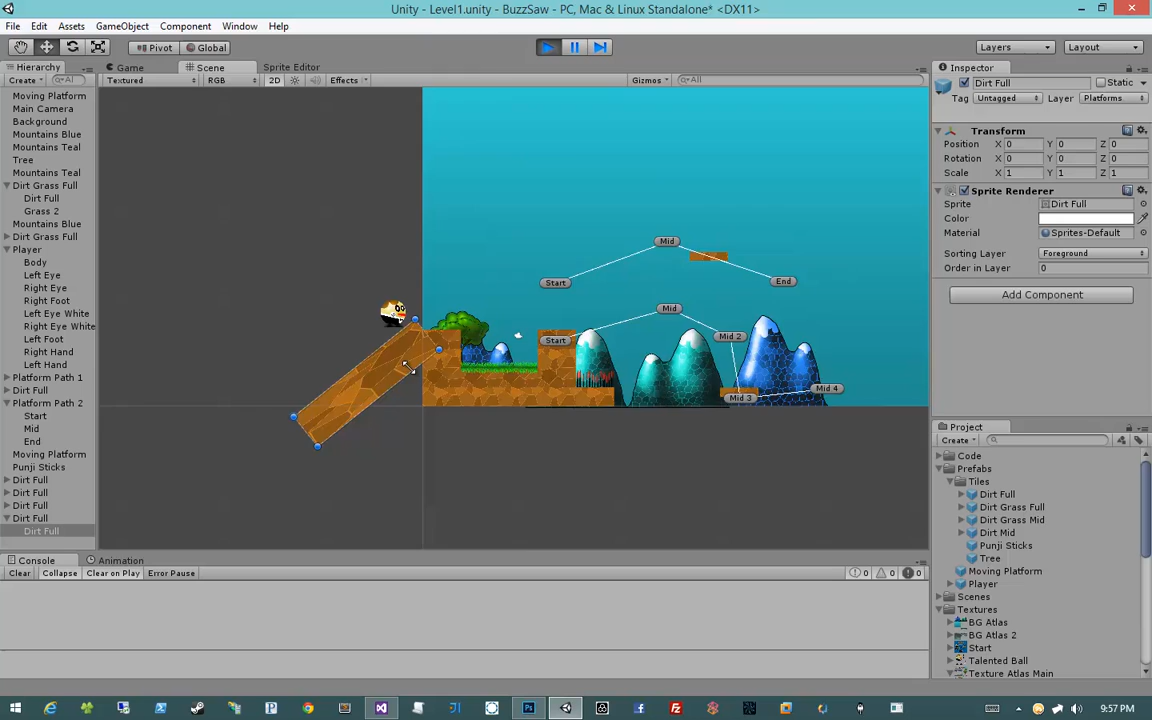 Unity - Level1.unity - BuzzSaw - PC, Mac & Linux Standalone* <DX11>
File Edit Assets GameObject Component Window Help
Pivot Global Layers Layout
Hierarchy Game Scene Sprite Editor Inspector
Create All Textured RGB 2D Effects Gizmos All
Dirt Full Static
Tag Untagged Layer Platforms
Transform
Position X 0 Y 0 Z 0
Rotation X 0 Y 0 Z 0
Scale X 1 Y 1 Z 1
Sprite Renderer
Sprite Dirt Full
Color
Material Sprites-Default
Sorting Layer Foreground
Order in Layer 0
Add Component
Moving Platform
Main Camera
Background
Mountains Blue
Mountains Teal
Tree
Mountains Teal
Dirt Grass Full
Dirt Full
Grass 2
Mountains Blue
Dirt Grass Full
Player
Body
Left Eye
Right Eye
Right Foot
Left Eye White
Right Eye White
Left Foot
Right Hand
Left Hand
Platform Path 1
Dirt Full
Platform Path 2
Start
Mid
End
Moving Platform
Punji Sticks
Dirt Full
Dirt Full
Dirt Full
Dirt Full
Dirt Full
Mid
Start End
Mid
Start Mid 2
Mid 3 Mid 4
Project
Create
Code
Prefabs
Tiles
Dirt Full
Dirt Grass Full
Dirt Grass Mid
Dirt Mid
Punji Sticks
Tree
Moving Platform
Player
Scenes
Textures
BG Atlas
BG Atlas 2
Start
Talented Ball
Texture Atlas Main
Console Animation
Clear Collapse Clear on Play Error Pause 0 0 0
9:57 PM